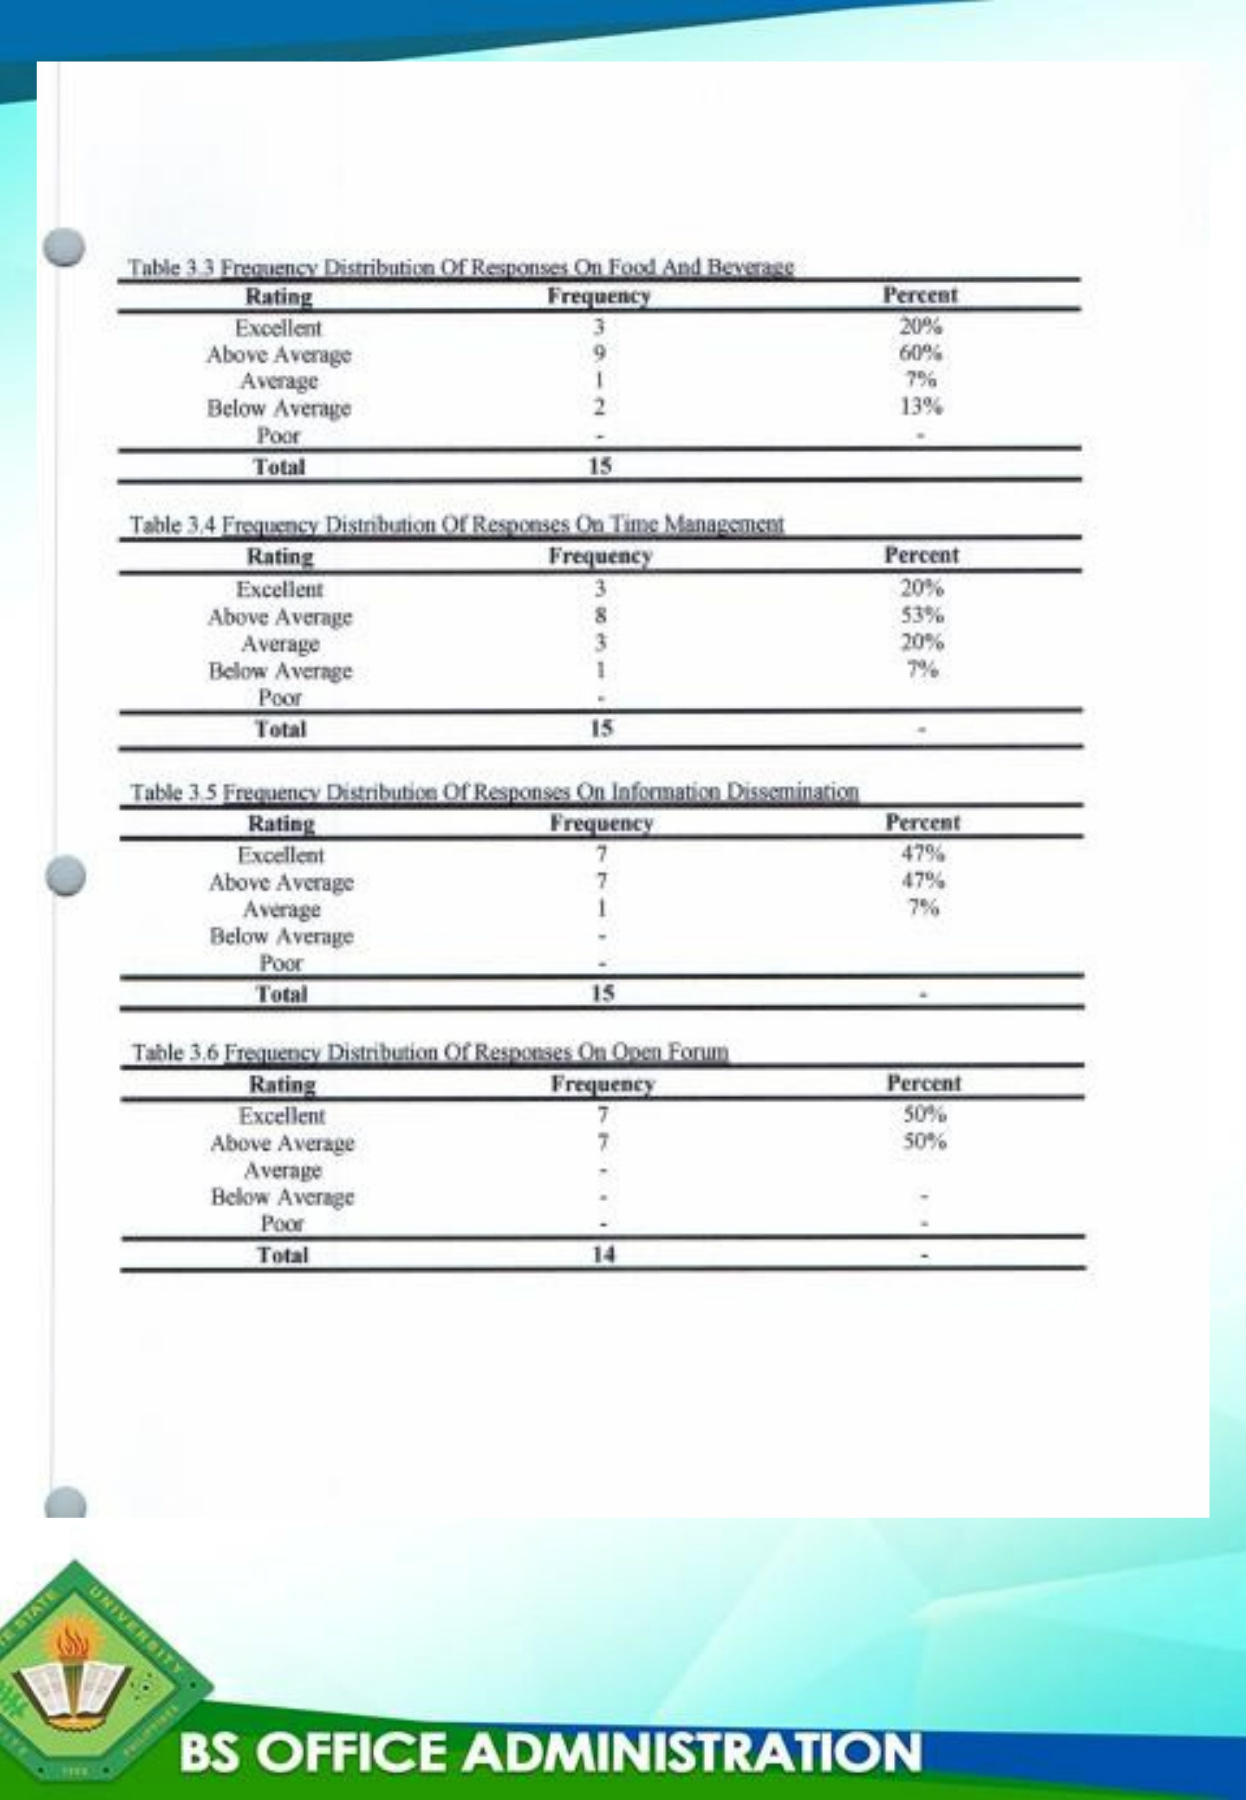 Table 3.3 Frequency Distribution Of Responses On Food And Beverage
Rating Frequency Percent
Excellent 3 20%
Above Average 9 60%
Average 1 7%
Below Average 2 13%
Poor - -
Total 15
Table 3.4 Frequency Distribution Of Responses On Time Management
Rating Frequency Percent
Excellent 3 20%
Above Average 8 53%
Average 3 20%
Below Average 1 7%
Poor -
Total 15 -
Table 3.5 Frequency Distribution Of Responses On Information Dissemination
Rating Frequency Percent
Excellent 7 47%
Above Average 7 47%
Average 1 7%
Below Average -
Poor -
Total 15 -
Table 3.6 Frequency Distribution Of Responses On Open Forum
Rating Frequency Percent
Excellent 7 50%
Above Average 7 50%
Average -
Below Average - -
Poor - -
Total 14 -
STATE UNIVERSITY
PHILIPPINES
BS OFFICE ADMINISTRATION